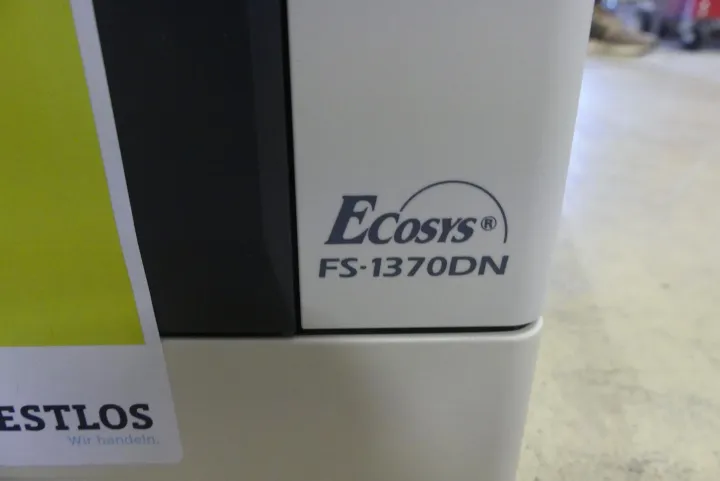 ECOSYS®
FS-1370DN
ESTLOS
Wir handeln.